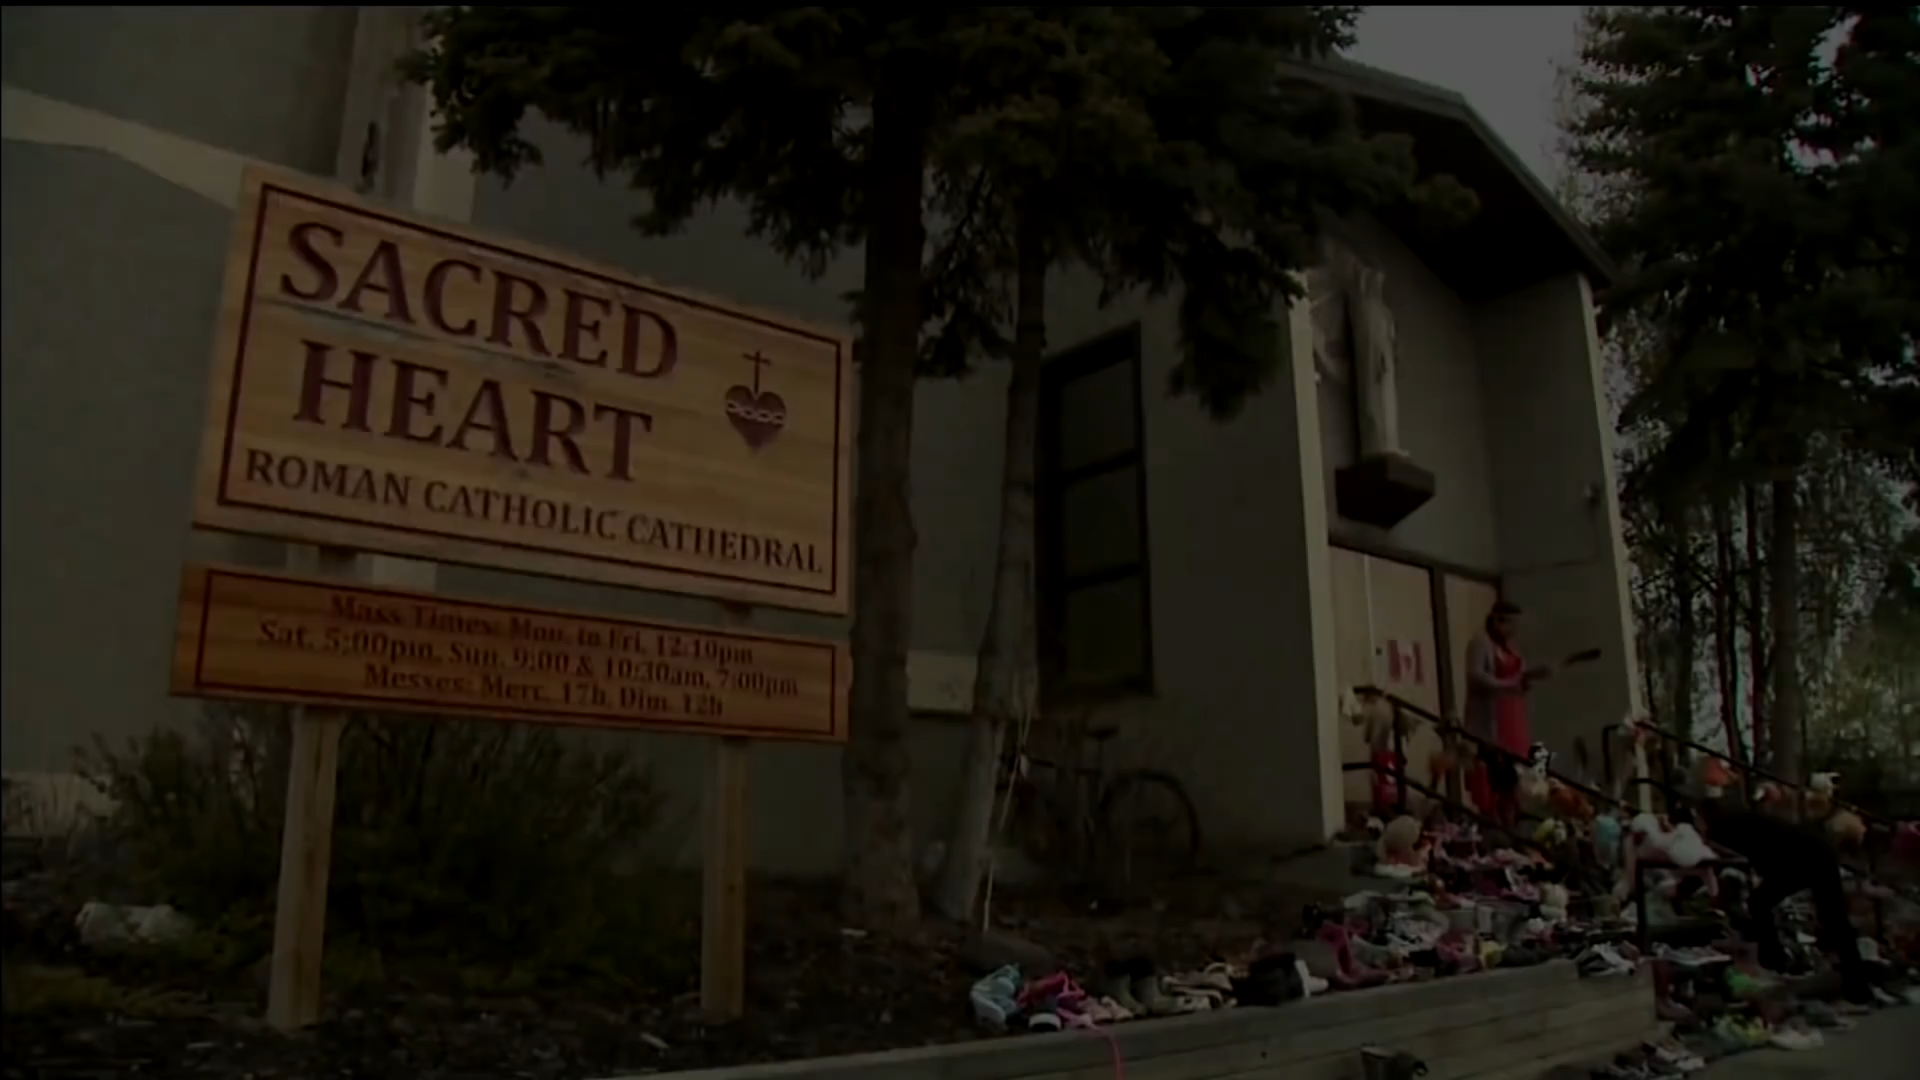 SACRED
HEART
ROMAN CATHOLIC CATHEDRAL
Mass Times: Mon. to Fri. 12:10pm
Sat. 5:00pm, Sun. 9:00 & 10:30am, 7:00pm
Messes: Merc. 17h, Dim. 12h